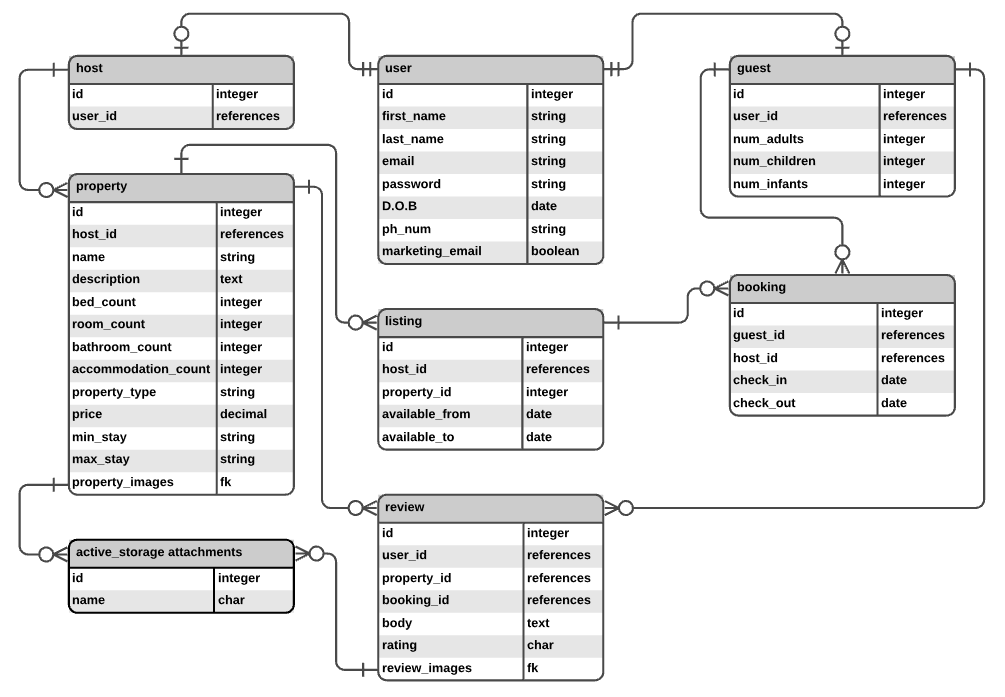 host
id integer
user_id references
user
id integer
first_name string
last_name string
email string
password string
D.O.B date
ph_num string
marketing_email boolean
guest
id integer
user_id references
num_adults integer
num_children integer
num_infants integer
property
id integer
host_id references
name string
description text
bed_count integer
room_count integer
bathroom_count integer
accommodation_count integer
property_type string
price decimal
min_stay string
max_stay string
property_images fk
listing
id integer
host_id references
property_id integer
available_from date
available_to date
booking
id integer
guest_id references
host_id references
check_in date
check_out date
active_storage attachments
id integer
name char
review
id integer
user_id references
property_id references
booking_id references
body text
rating char
review_images fk